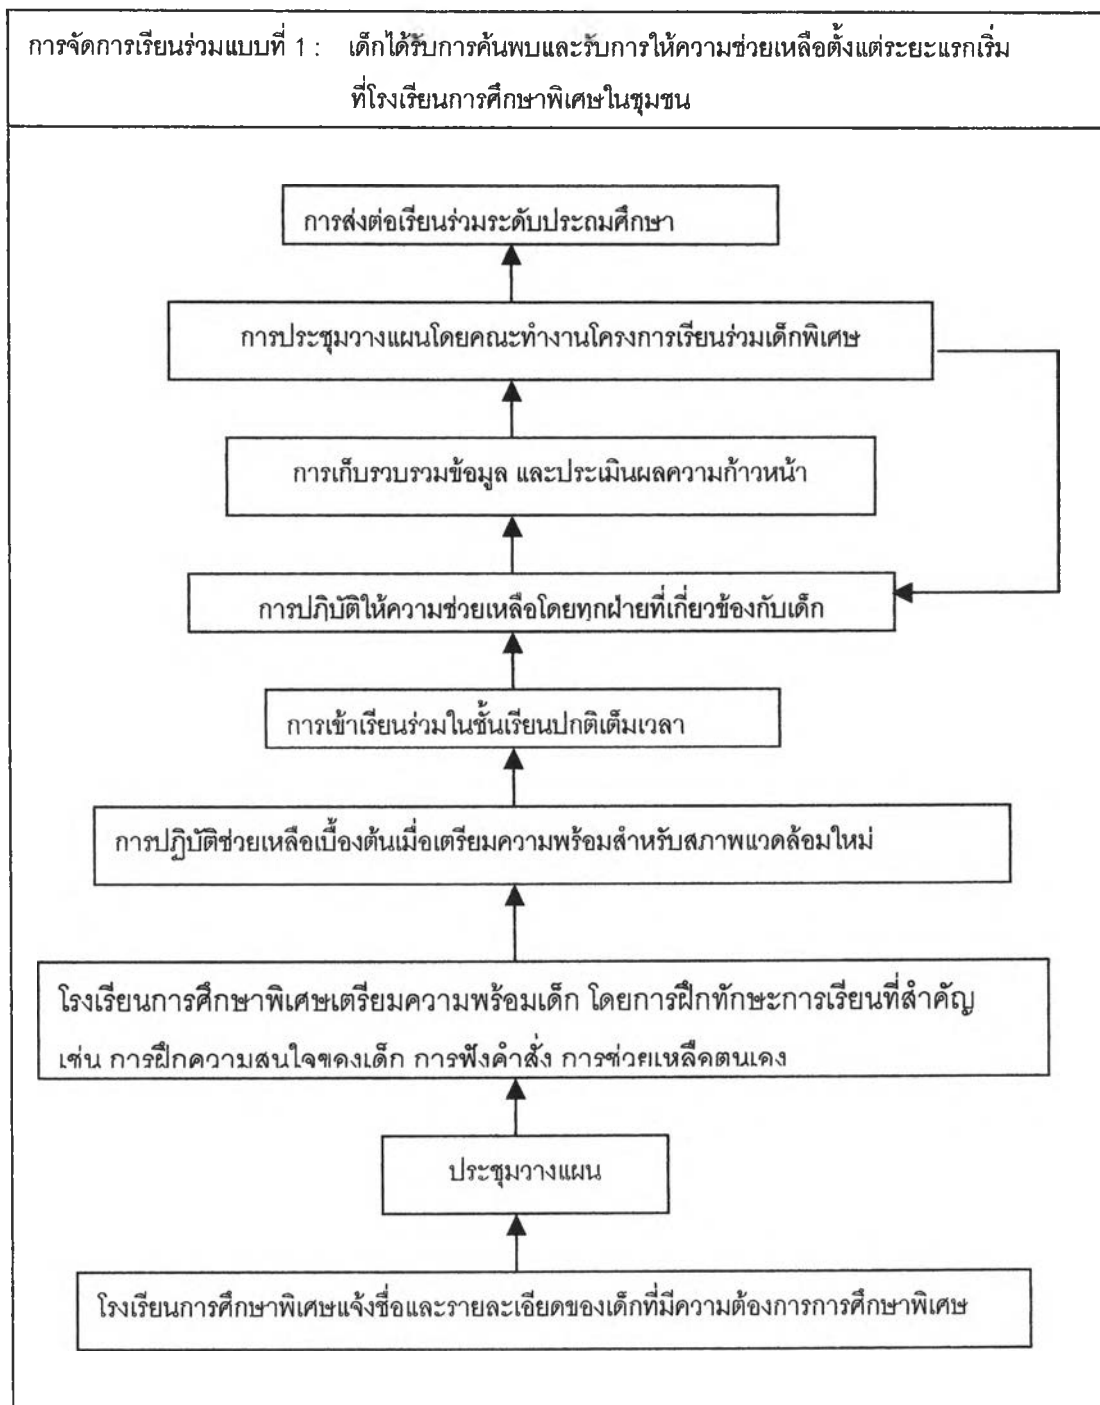 การจัดการเรียนร่วมแบบที่ 1 : เด็กได้รับการค้นพบและรับการให้ความช่วยเหลือตั้งแต่ระยะแรกเริ่ม
ที่โรงเรียนการศึกษาพิเศษในชุมชน
การส่งต่อเรียนร่วมระดับประถมศึกษา
การประชุมวางแผนโดยคณะทำงานโครงการเรียนร่วมเด็กพิเศษ
การเก็บรวบรวมข้อมูล และประเมินผลความก้าวหน้า
การปฏิบัติให้ความช่วยเหลือโดยทุกฝ่ายที่เกี่ยวข้องกับเด็ก
การเข้าเรียนร่วมในชั้นเรียนปกติเต็มเวลา
การปฏิบัติช่วยเหลือเบื้องต้นเมื่อเตรียมความพร้อมสำหรับสภาพแวดล้อมใหม่
โรงเรียนการศึกษาพิเศษเตรียมความพร้อมเด็ก โดยการฝึกทักษะการเรียนที่สำคัญ
เช่น การฝึกความสนใจของเด็ก การฟังคำสั่ง การช่วยเหลือตนเอง
ประชุมวางแผน
โรงเรียนการศึกษาพิเศษแจ้งชื่อและรายละเอียดของเด็กที่มีความต้องการการศึกษาพิเศษ